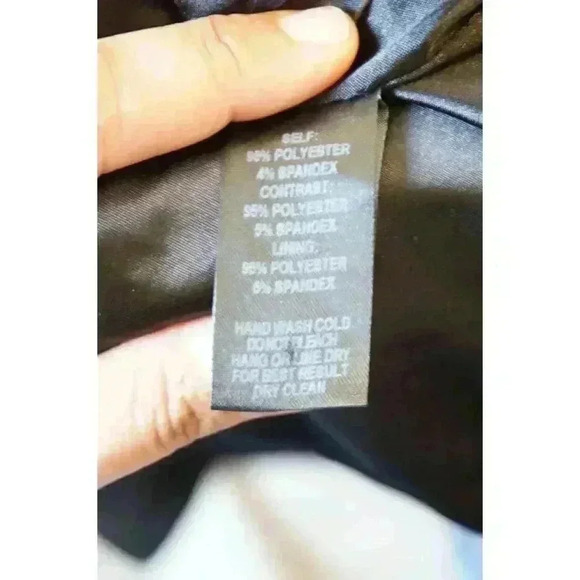 SELF:
96% POLYESTER
4% SPANDEX
CONTRAST:
95% POLYESTER
5% SPANDEX
LINING:
95% POLYESTER
5% SPANDEX
HAND WASH COLD
DO NOT BLEACH
HANG OR LINE DRY
FOR BEST RESULT
DRY CLEAN